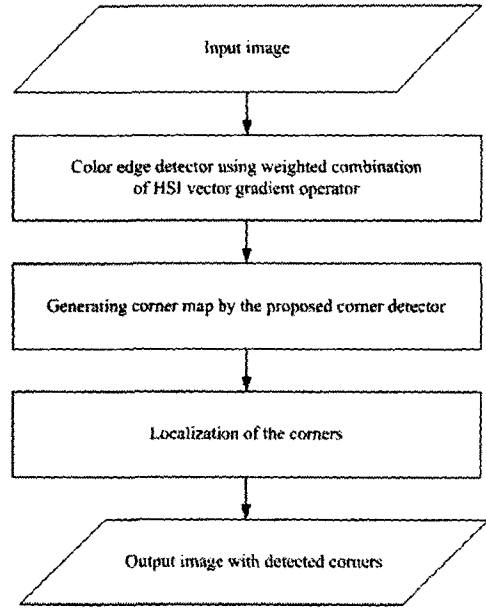 Input image
Color edge detector using weighted combination
of HSI vector gradient operator
Generating corner map by the proposed corner detector
Localization of the corners
Output image with detected corners